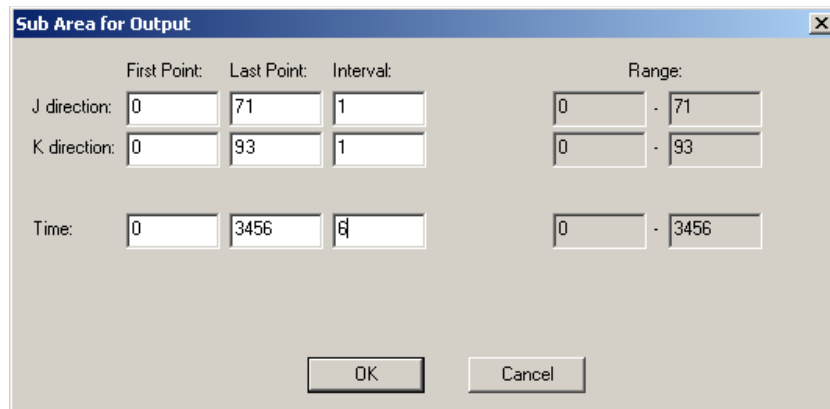 Sub Area for Output
First Point: Last Point: Interval: Range:
J direction: 0 71 1 0 - 71
K direction: 0 93 1 0 - 93
Time: 0 3456 6 0 - 3456
OK Cancel